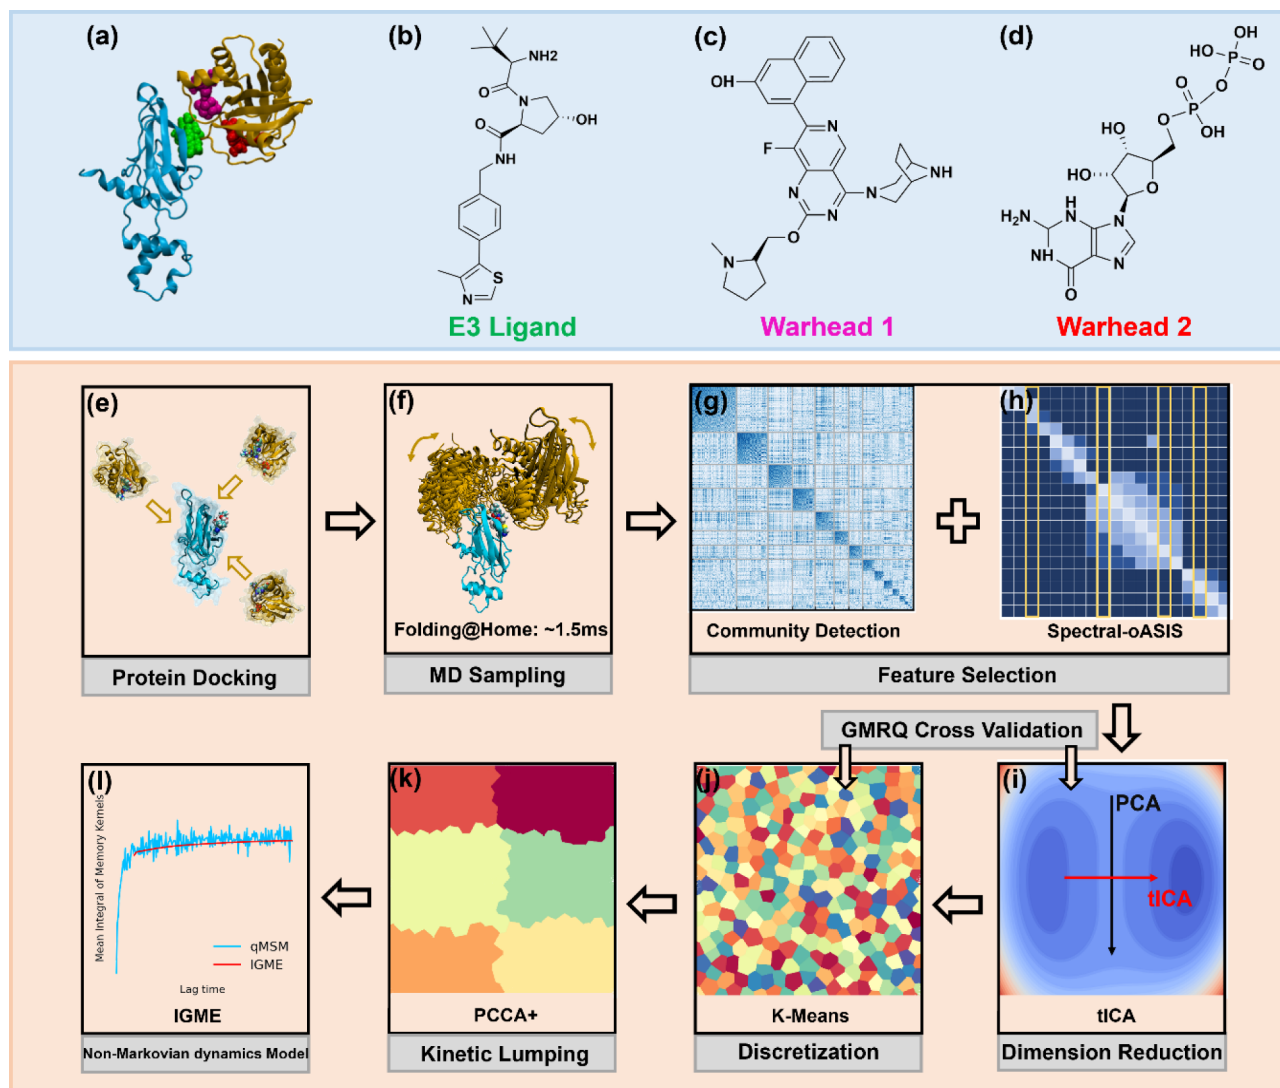 (a)
(b)
(c)
(d)
NH2
O
N
OH
O
NH
S
N
E3 Ligand
OH
N
F
N
N
N
NH
O
N
Warhead 1
OH
HO
P
O
O
O
P
O
OH
HO
HO
O
H
N
N
H2N
NH
N
O
Warhead 2
(e)
Protein Docking
(f)
Folding@Home: ~1.5ms
MD Sampling
(g)
Community Detection
(h)
Spectral-oASIS
Feature Selection
GMRQ Cross Validation
(l)
Mean Integral of Memory Kernels
qMSM
IGME
Lag time
IGME
Non-Markovian dynamics Model
(k)
PCCA+
Kinetic Lumping
(j)
K-Means
Discretization
(i)
PCA
tICA
tICA
Dimension Reduction